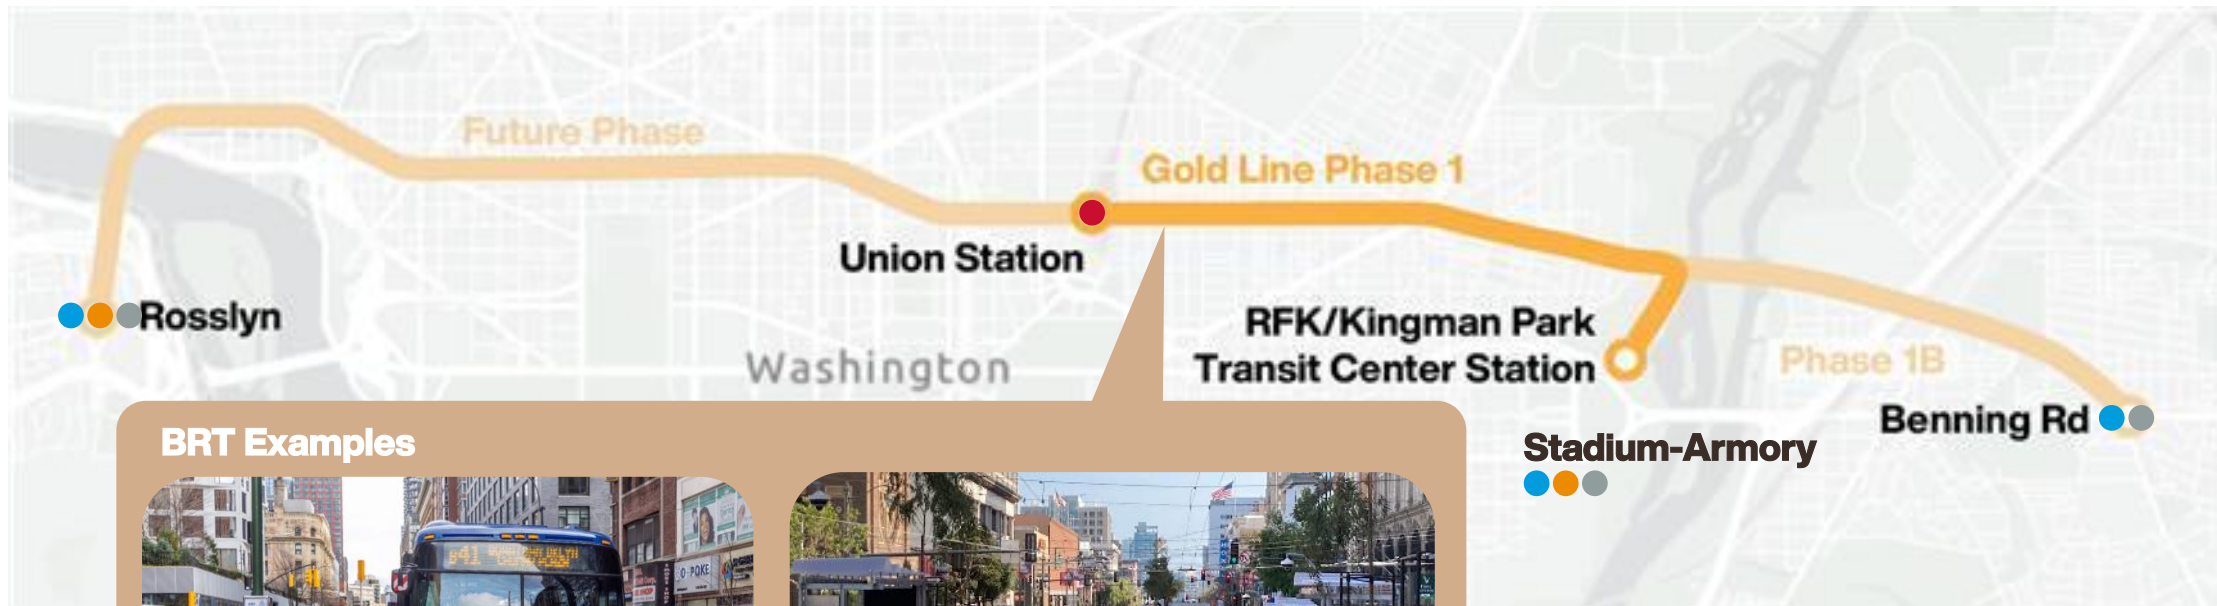 Future Phase
Gold Line Phase 1
Union Station
Rosslyn
RFK/Kingman Park
Transit Center Station
Washington
Phase 1B
Benning Rd
Stadium-Armory
BRT Examples
O-POKE